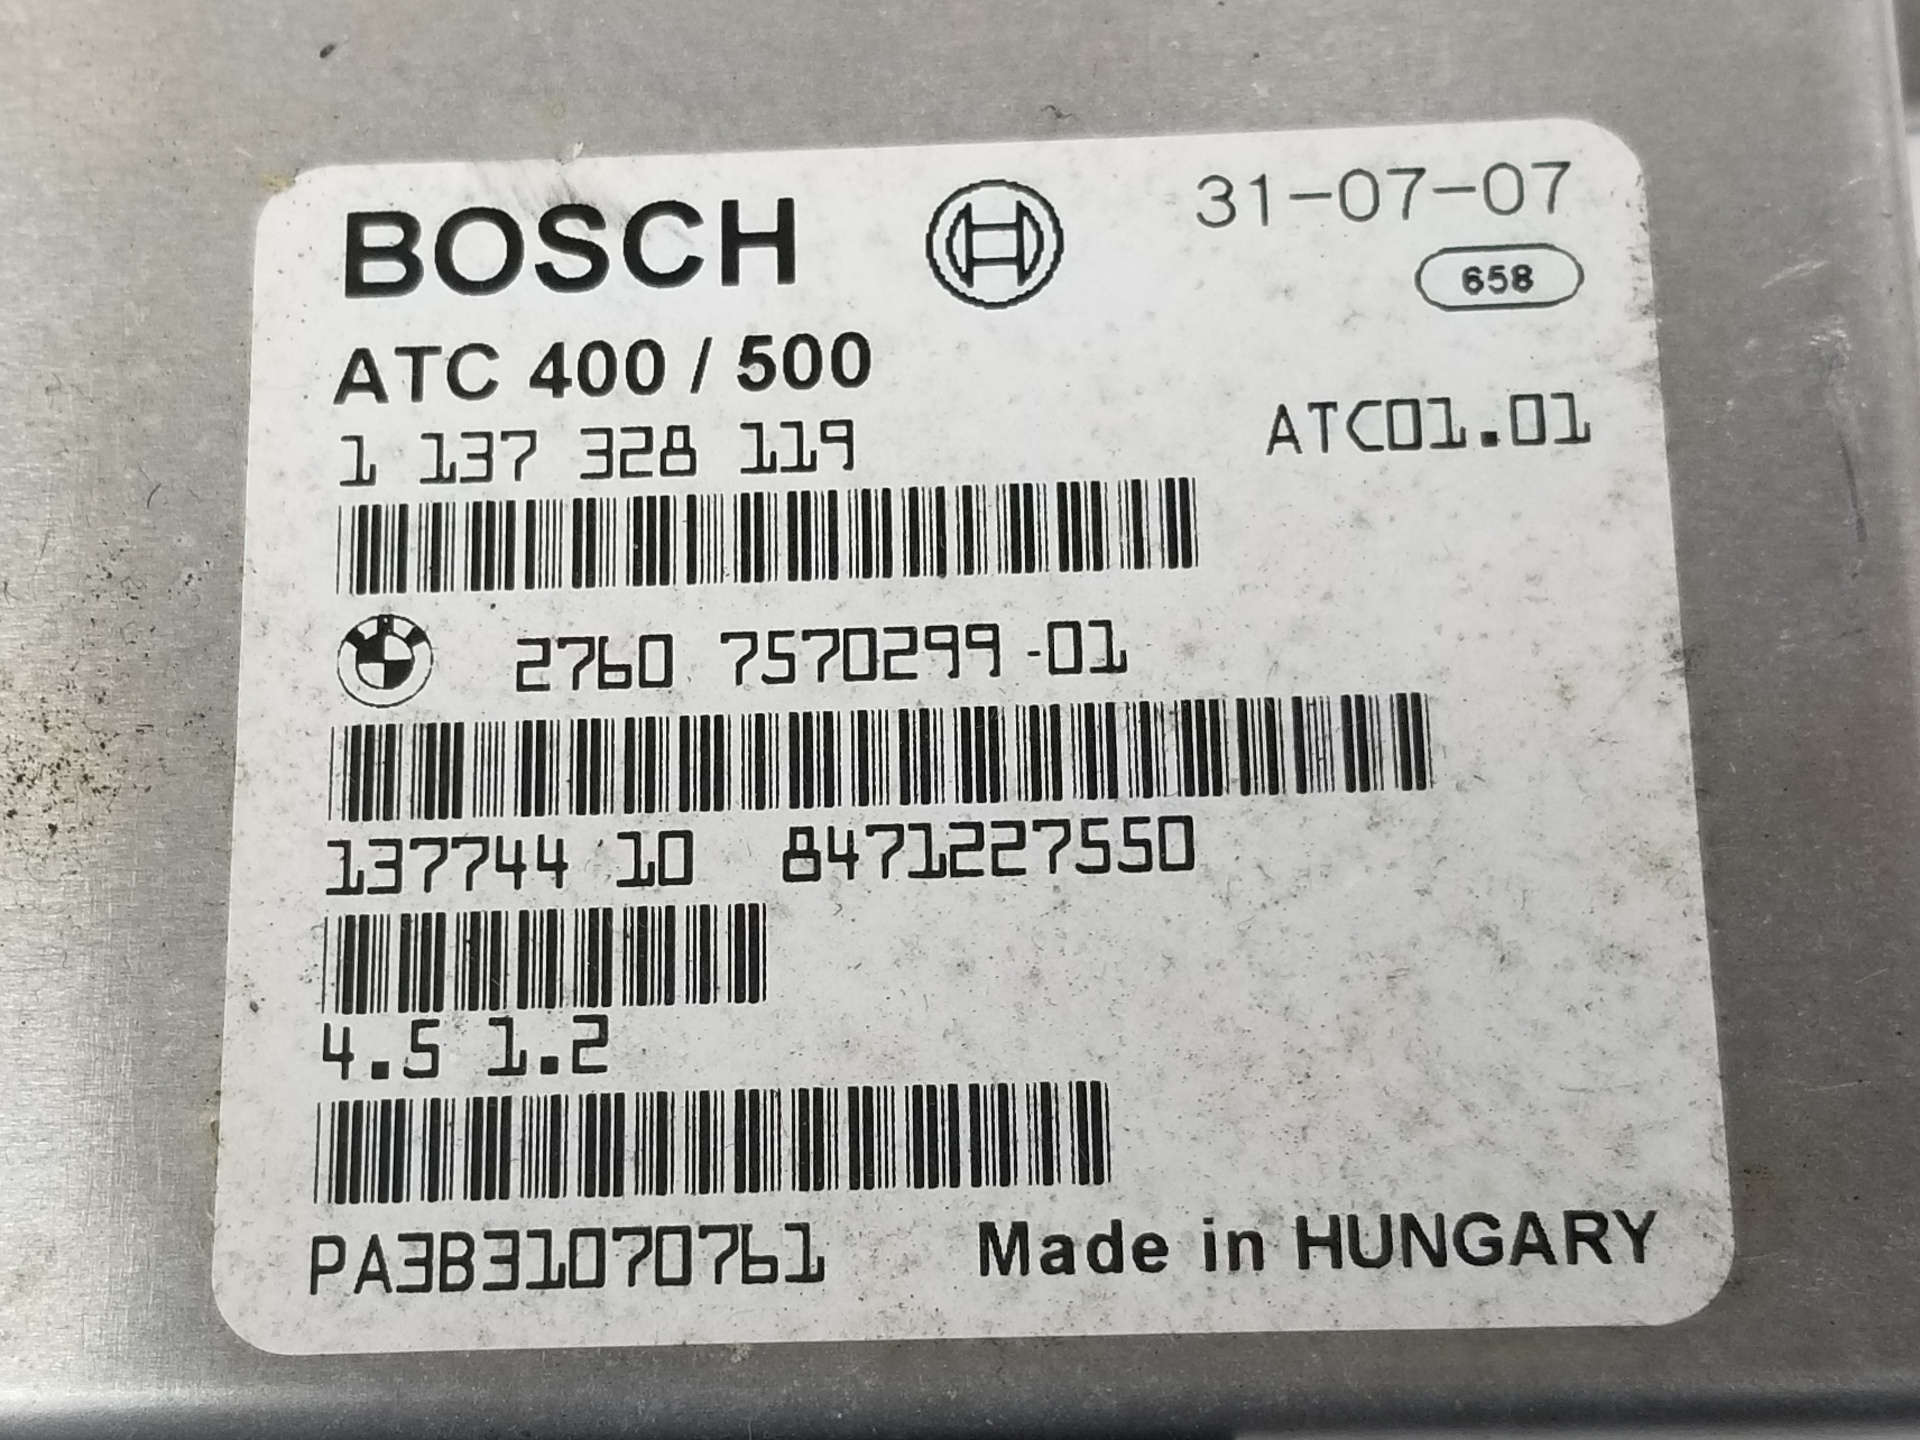 BOSCH 31-07-07
658
ATC 400 / 500
1 137 328 119 ATC01.01
2760 7570299-01
137744 10 8471227550
4.5 1.2
PA3B31070761 Made in HUNGARY